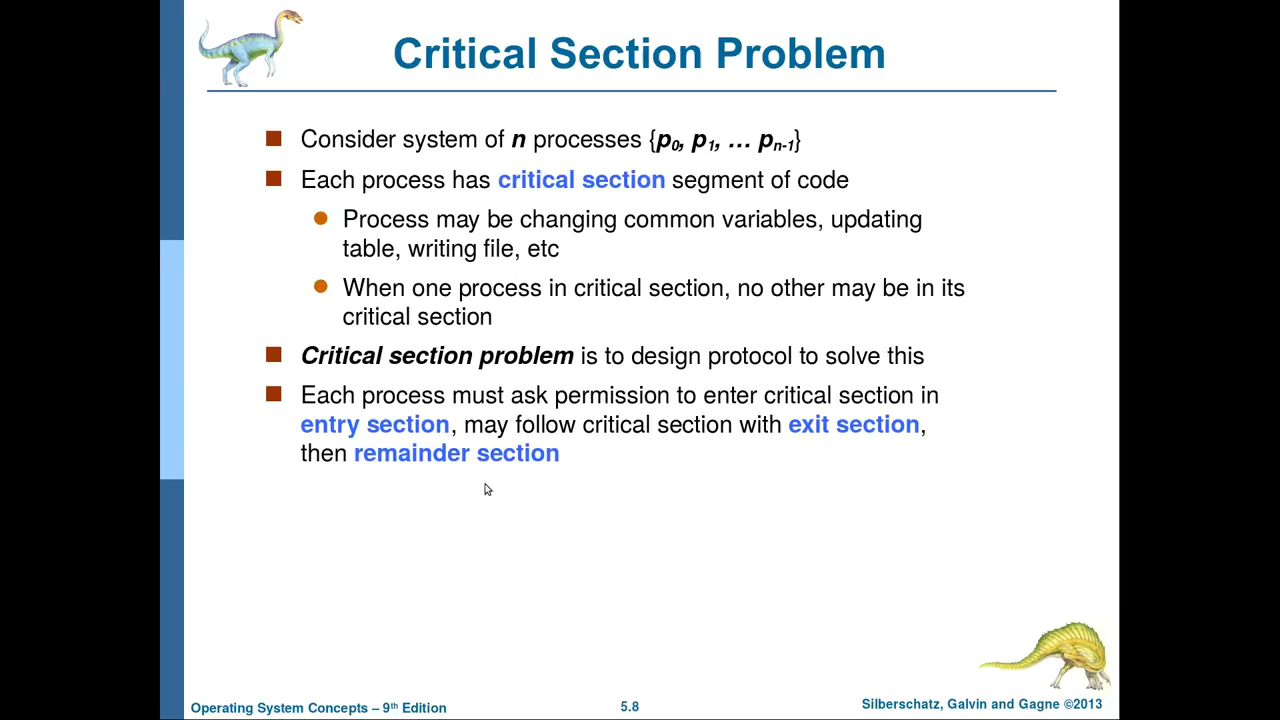 Critical Section Problem
Consider system of n processes {p0, p1, … pn-1}
Each process has critical section segment of code
Process may be changing common variables, updating
table, writing file, etc
When one process in critical section, no other may be in its
critical section
Critical section problem is to design protocol to solve this
Each process must ask permission to enter critical section in
entry section, may follow critical section with exit section,
then remainder section
Operating System Concepts – 9th Edition
5.8
Silberschatz, Galvin and Gagne ©2013